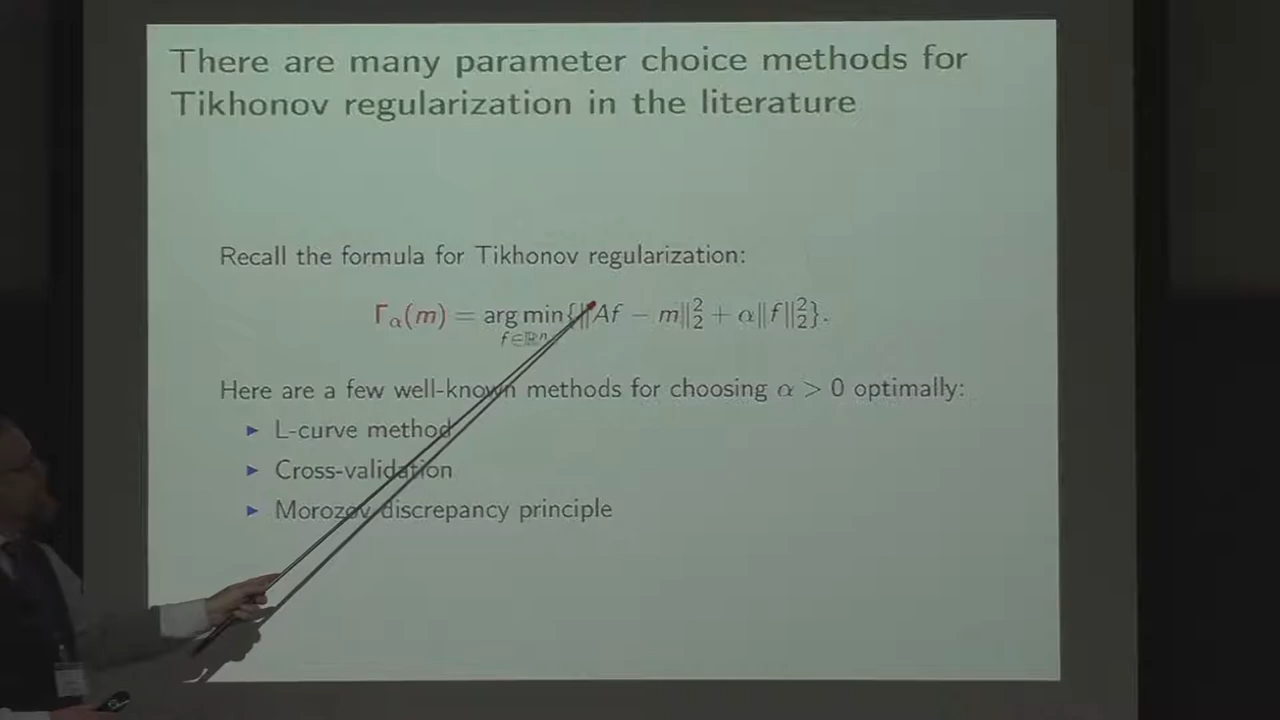 There are many parameter choice methods for
Tikhonov regularization in the literature
Recall the formula for Tikhonov regularization:
Γα(m) = arg min{‖Af − m‖₂² + α‖f‖₂²}.
f∈ℝⁿ
Here are a few well-known methods for choosing α > 0 optimally:
▶ L-curve method
▶ Cross-validation
▶ Morozov discrepancy principle